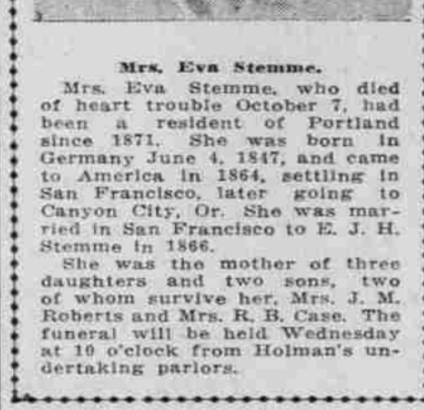 Mrs. Eva Stemme.
Mrs. Eva Stemme, who died
of heart trouble October 7, had
been a resident of Portland
since 1871. She was born in
Germany June 4, 1847, and came
to America in 1864, settling in
San Francisco, later going to
Canyon City, Or. She was mar-
ried in San Francisco to E. J. H.
Stemme in 1866.
She was the mother of three
daughters and two sons, two
of whom survive her, Mrs. J. M.
Roberts and Mrs. R. B. Case. The
funeral will be held Wednesday
at 10 o'clock from Holman's un-
dertaking parlors.